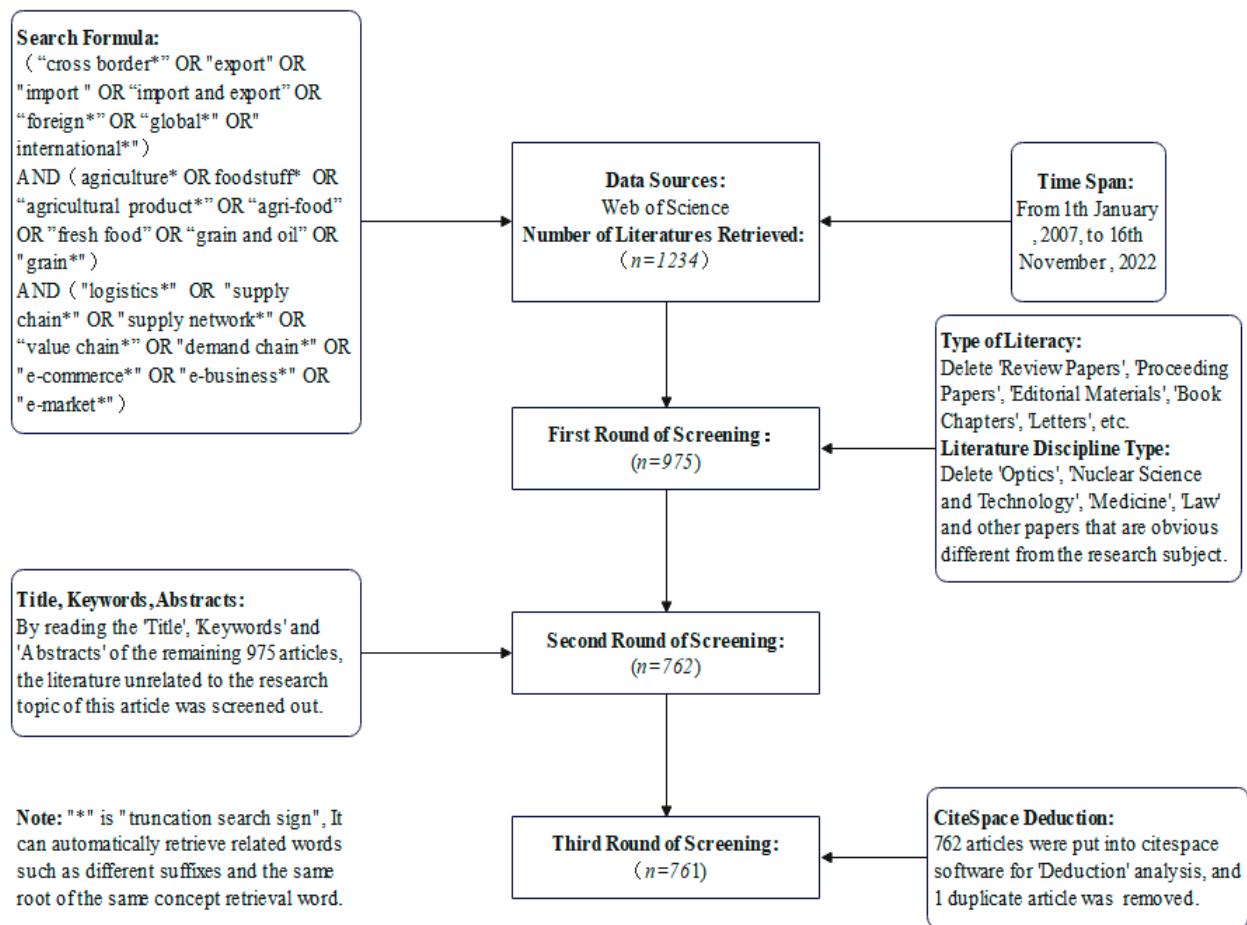 Search Formula:
（“cross border*” OR "export" OR
"import " OR “import and export” OR
“foreign*” OR “global*" OR"
international*"）
AND（agriculture* OR foodstuff* OR
“agricultural product*” OR “agri-food”
OR ”fresh food” OR “grain and oil” OR
"grain*"）
AND（"logistics*" OR "supply
chain*" OR "supply network*" OR
“value chain*” OR "demand chain*" OR
"e-commerce*" OR "e-business*" OR
"e-market*"）
Data Sources:
Web of Science
Number of Literatures Retrieved:
（n=1234）
Time Span:
From 1th January
, 2007, to 16th
November, 2022
Type of Literacy:
Delete 'Review Papers', 'Proceeding
Papers', 'Editorial Materials', 'Book
Chapters', 'Letters', etc.
Literature Discipline Type:
Delete 'Optics', 'Nuclear Science
and Technology', 'Medicine', 'Law'
and other papers that are obvious
different from the research subject.
First Round of Screening：
(n=975)
Title, Keywords, Abstracts:
By reading the 'Title', 'Keywords' and
'Abstracts' of the remaining 975 articles,
the literature unrelated to the research
topic of this article was screened out.
Second Round of Screening:
(n=762)
Note: "*" is "truncation search sign", It
can automatically retrieve related words
such as different suffixes and the same
root of the same concept retrieval word.
Third Round of Screening:
（n=761)
CiteSpace Deduction:
762 articles were put into citespace
software for 'Deduction' analysis, and
1 duplicate article was removed.